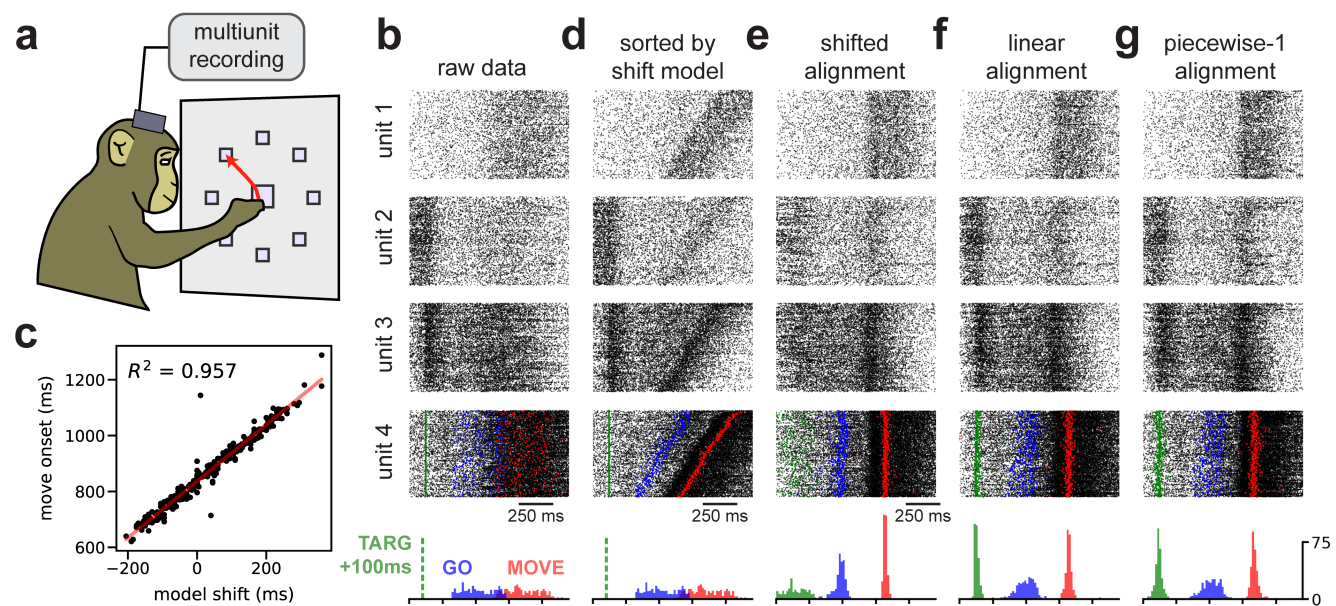 a
multiunit
recording
b
raw data
d
sorted by
shift model
e
shifted
alignment
f
linear
alignment
g
piecewise-1
alignment
unit 1
unit 2
unit 3
unit 4
250 ms
250 ms
250 ms
c
R² = 0.957
move onset (ms)
1200
1000
800
600
−200
0
200
model shift (ms)
TARG
+100ms
GO
MOVE
75
0